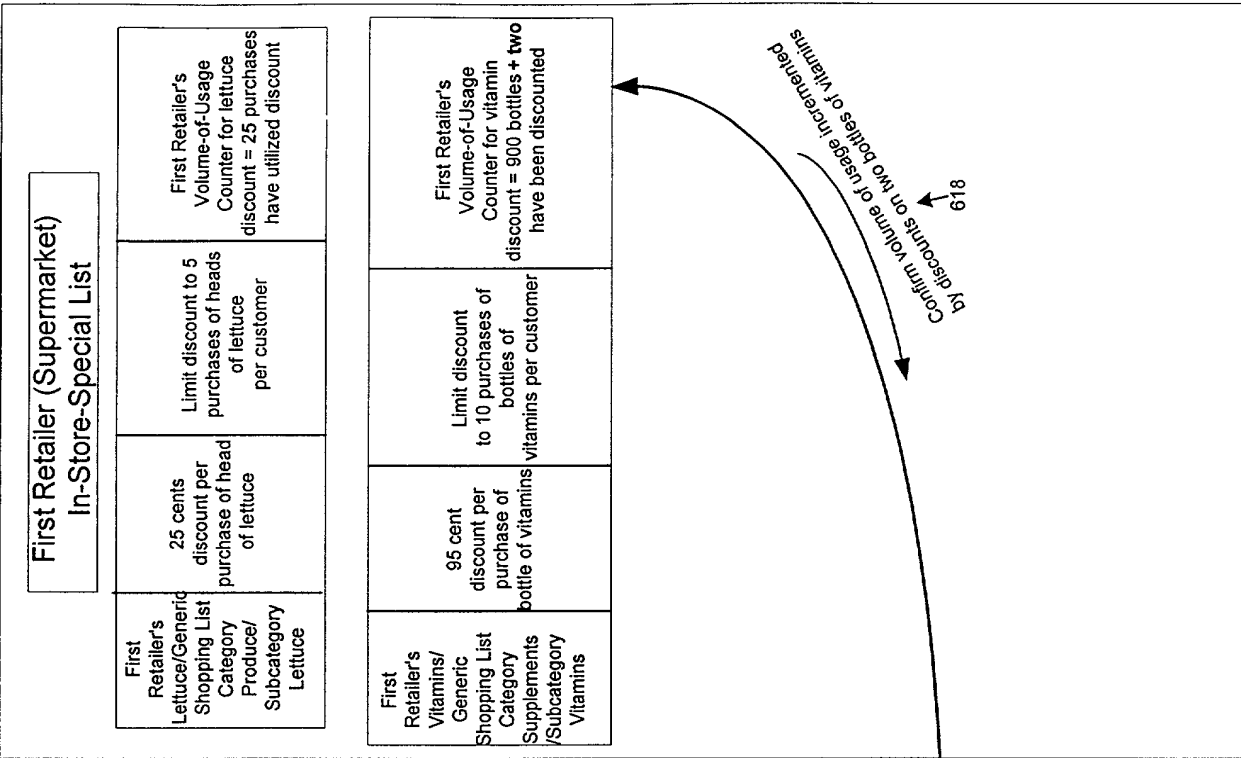 First Retailer (Supermarket)
In-Store-Special List
First
Retailer's
Lettuce/Generic
Shopping List
Category
Produce/
Subcategory
Lettuce
25 cents
discount per
purchase of head
of lettuce
Limit discount to 5
purchases of heads
of lettuce
per customer
First Retailer's
Volume-of-Usage
Counter for lettuce
discount = 25 purchases
have utilized discount
First
Retailer's
Vitamins/
Generic
Shopping List
Category
Supplements
/Subcategory
Vitamins
95 cent
discount per
purchase of
bottle of vitamins
Limit discount
to 10 purchases of
bottles of
vitamins per customer
First Retailer's
Volume-of-Usage
Counter for vitamin
discount = 900 bottles + two
have been discounted
Confirm volume of usage incremented
by discounts on two bottles of vitamins
618